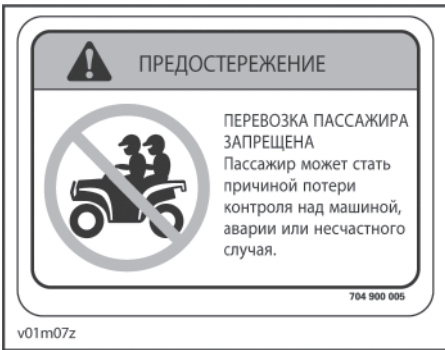 ПРЕДОСТЕРЕЖЕНИЕ
ПЕРЕВОЗКА ПАССАЖИРА
ЗАПРЕЩЕНА
Пассажир может стать
причиной потери
контроля над машиной,
аварии или несчастного
случая.
704 900 005
v01m07z